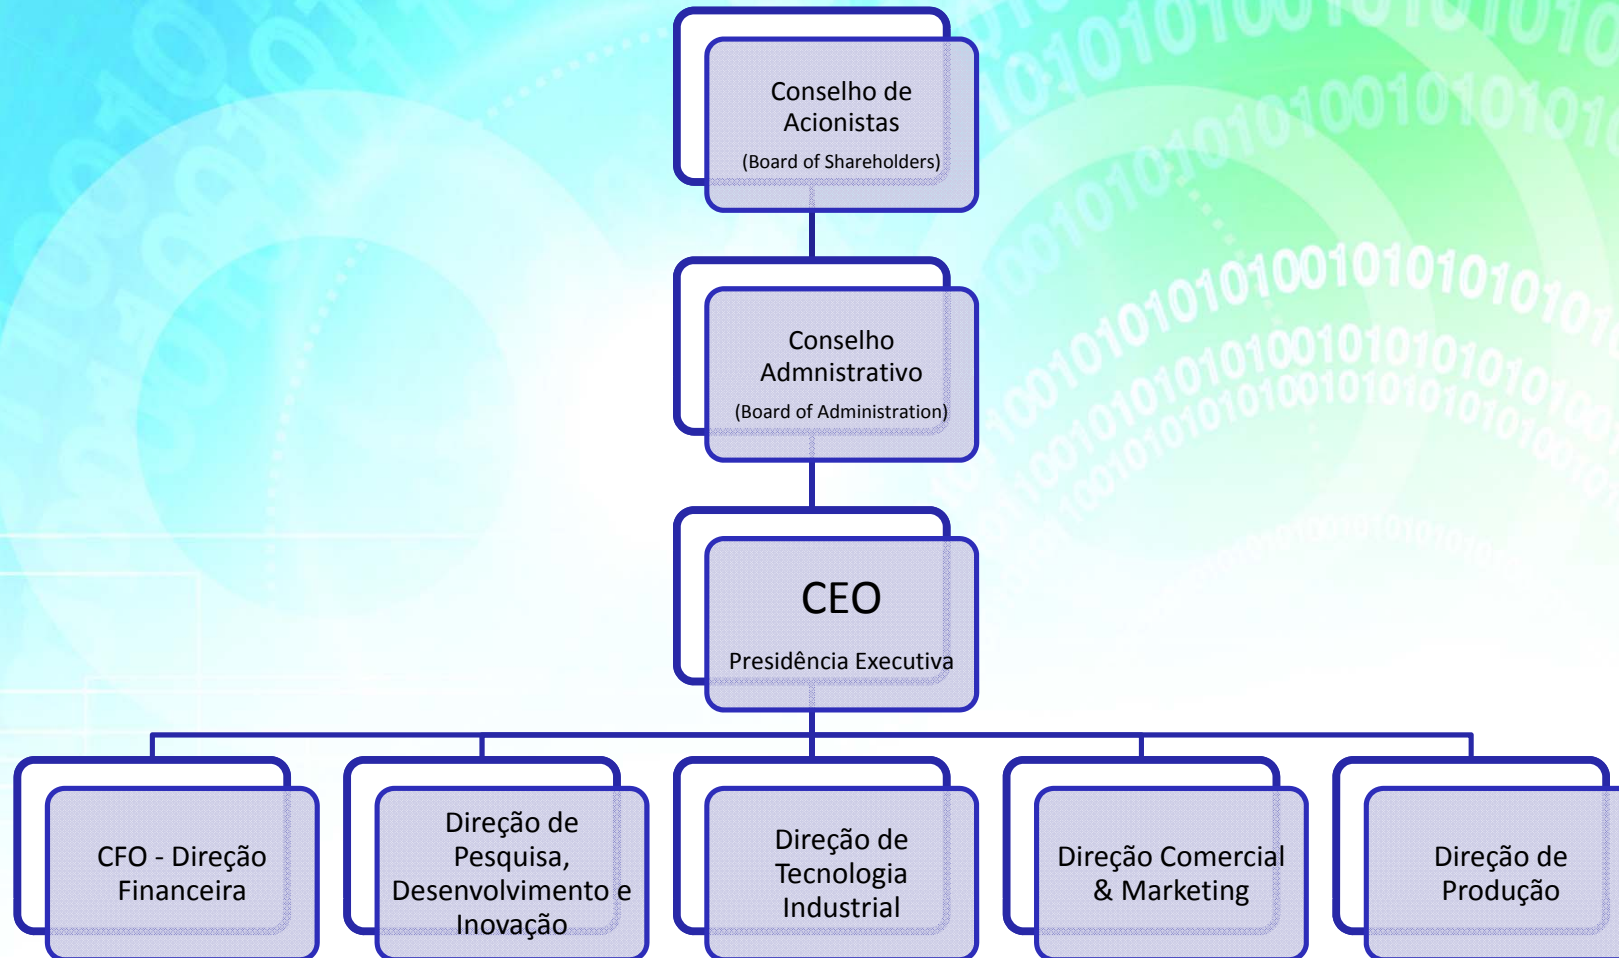 Conselho de
Acionistas
(Board of Shareholders)
Conselho
Admnistrativo
(Board of Administration)
CEO
Presidência Executiva
CFO - Direção
Financeira
Direção de
Pesquisa,
Desenvolvimento e
Inovação
Direção de
Tecnologia
Industrial
Direção Comercial
& Marketing
Direção de
Produção